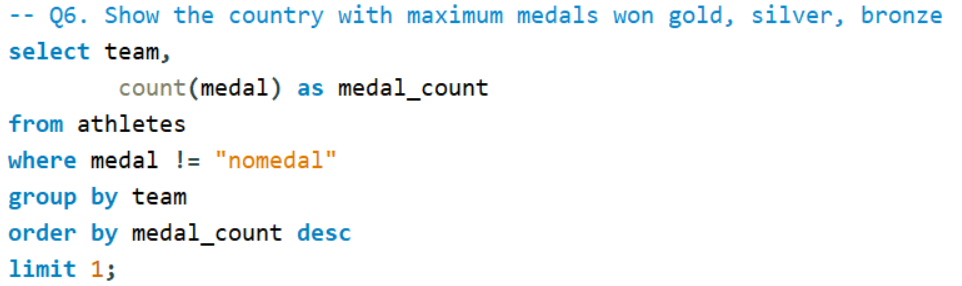 -- Q6. Show the country with maximum medals won gold, silver, bronze
select team,
count(medal) as medal_count
from athletes
where medal != "nomedal"
group by team
order by medal_count desc
limit 1;